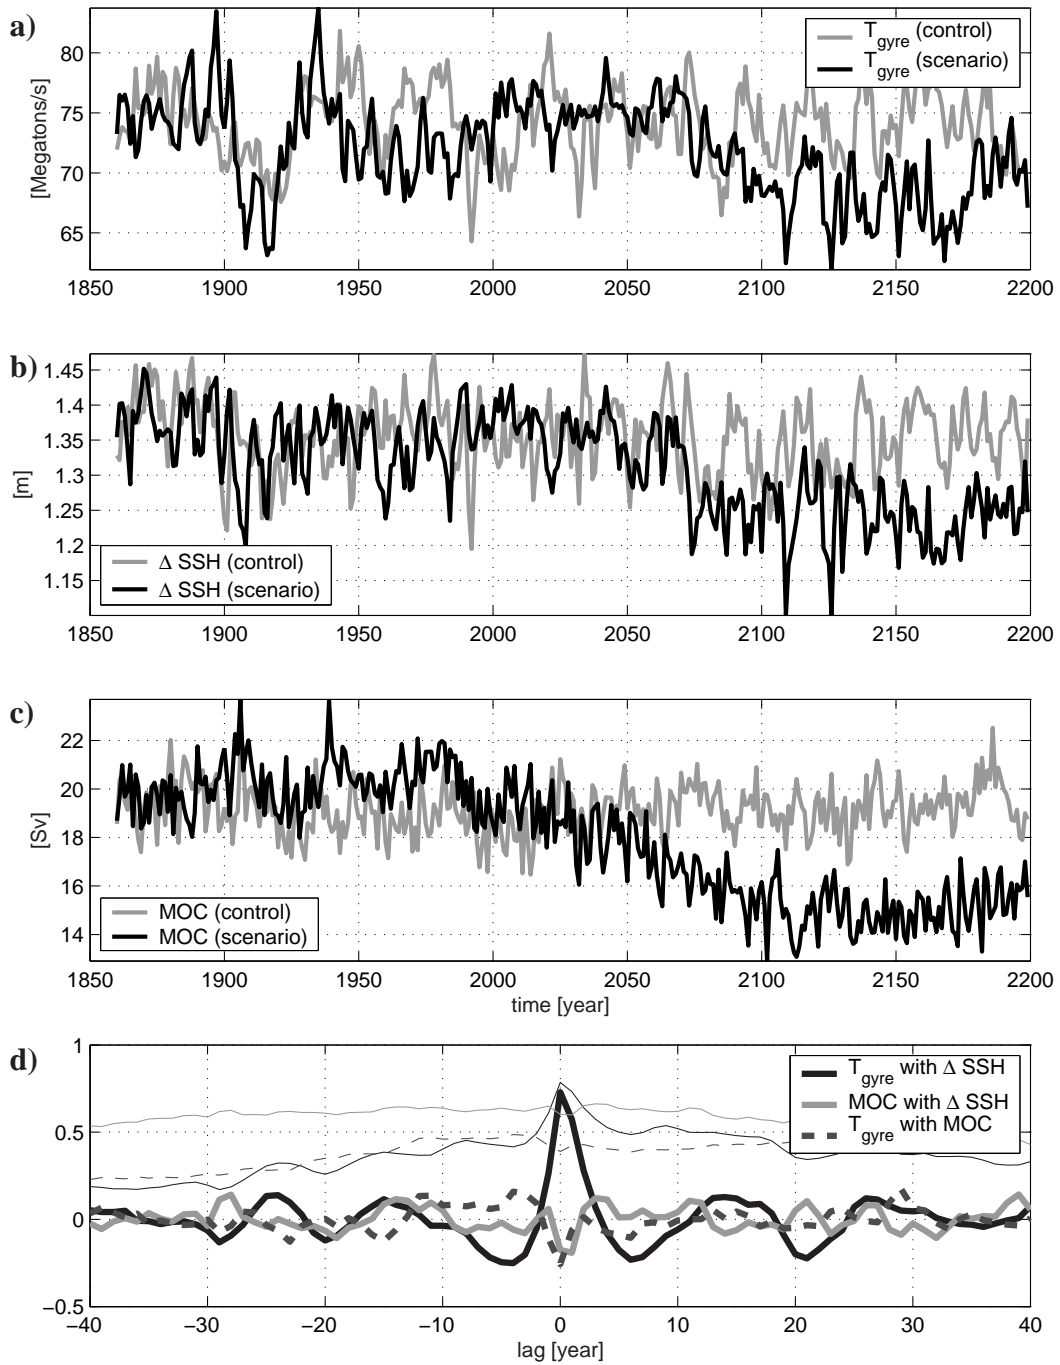 a)
80
75
70
65
[Megatons/s]
T_gyre (control)
T_gyre (scenario)
1850 1900 1950 2000 2050 2100 2150 2200
b)
1.45
1.4
1.35
1.3
1.25
1.2
1.15
[m]
Δ SSH (control)
Δ SSH (scenario)
1850 1900 1950 2000 2050 2100 2150 2200
c)
22
20
18
16
14
[Sv]
MOC (control)
MOC (scenario)
1850 1900 1950 2000 2050 2100 2150 2200
time [year]
d)
1
0.5
0
−0.5
T_gyre with Δ SSH
MOC with Δ SSH
T_gyre with MOC
−40 −30 −20 −10 0 10 20 30 40
lag [year]